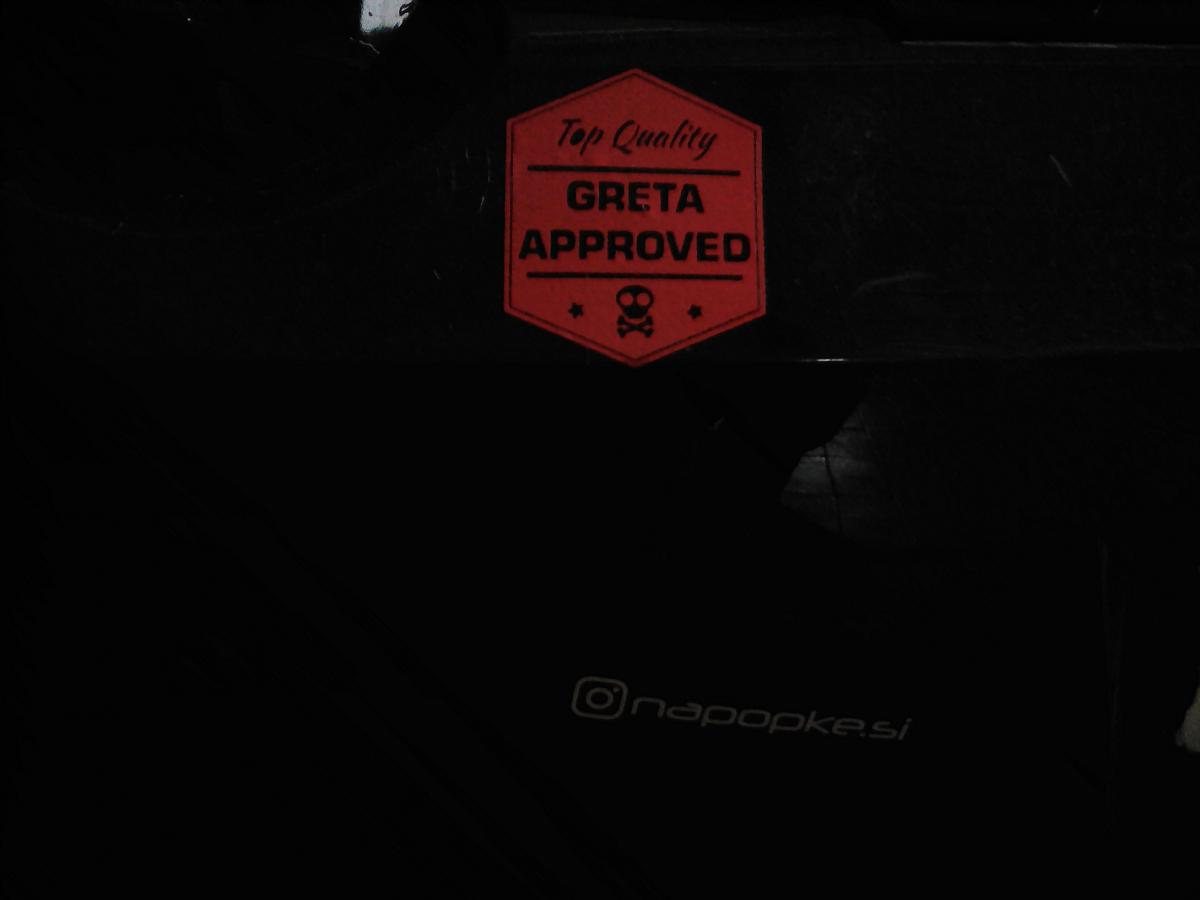 Top Quality
GRETA
APPROVED
napopke.si